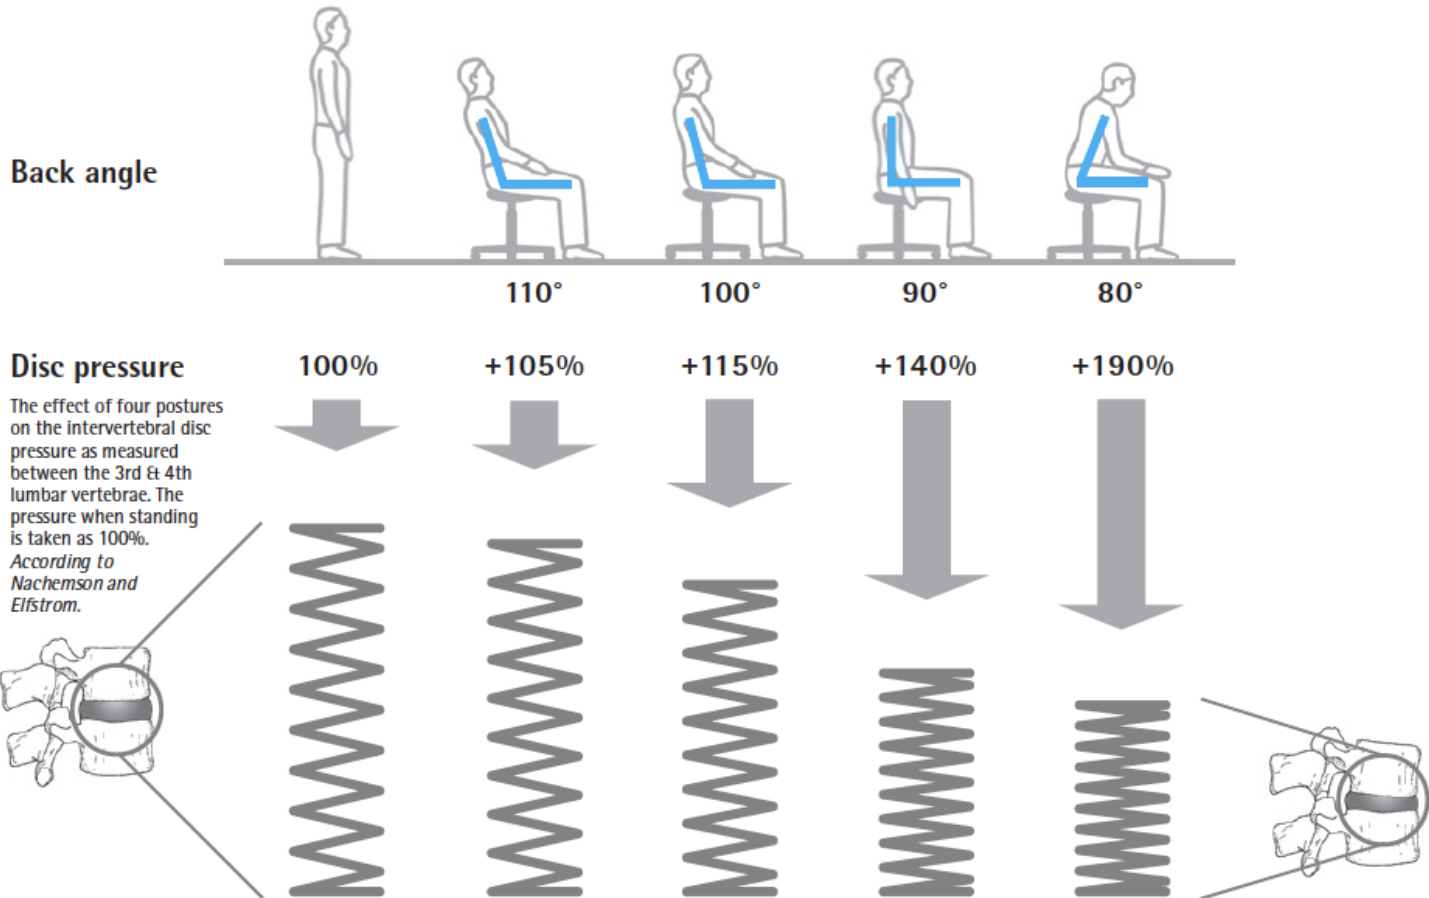 Back angle
110° 100° 90° 80°
Disc pressure 100% +105% +115% +140% +190%
The effect of four postures
on the intervertebral disc
pressure as measured
between the 3rd & 4th
lumbar vertebrae. The
pressure when standing
is taken as 100%.
According to
Nachemson and
Elfstrom.